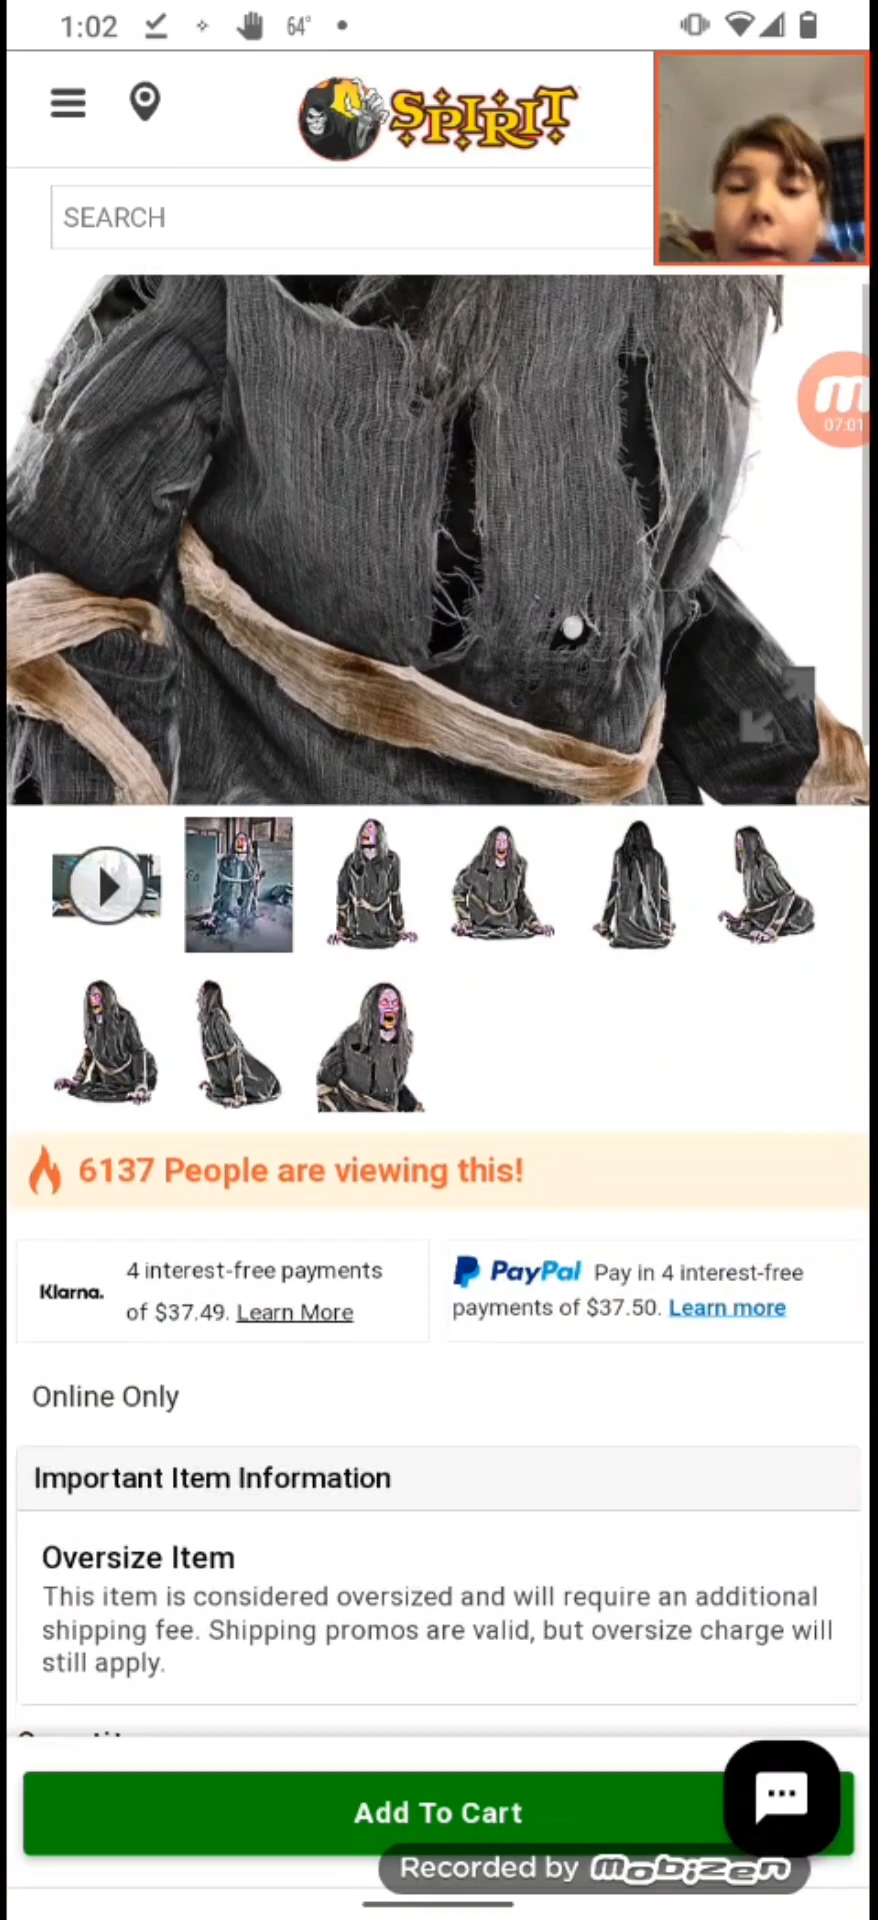 1:02
64°
SPIRIT
SEARCH
07:01
6137 People are viewing this!
Klarna.
4 interest-free payments
of $37.49. Learn More
PayPal Pay in 4 interest-free
payments of $37.50. Learn more
Online Only
Important Item Information
Oversize Item
This item is considered oversized and will require an additional
shipping fee. Shipping promos are valid, but oversize charge will
still apply.
Add To Cart
Recorded by mobizen